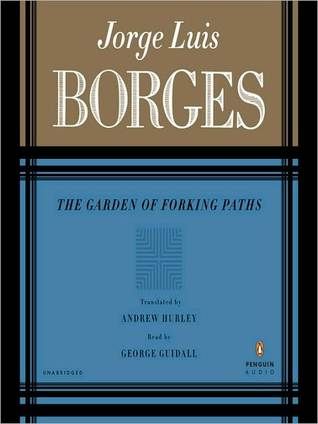 Jorge Luis
BORGES
THE GARDEN OF FORKING PATHS
Translated by
ANDREW HURLEY
Read by
GEORGE GUIDALL
UNABRIDGED
PENGUIN
AUDIO